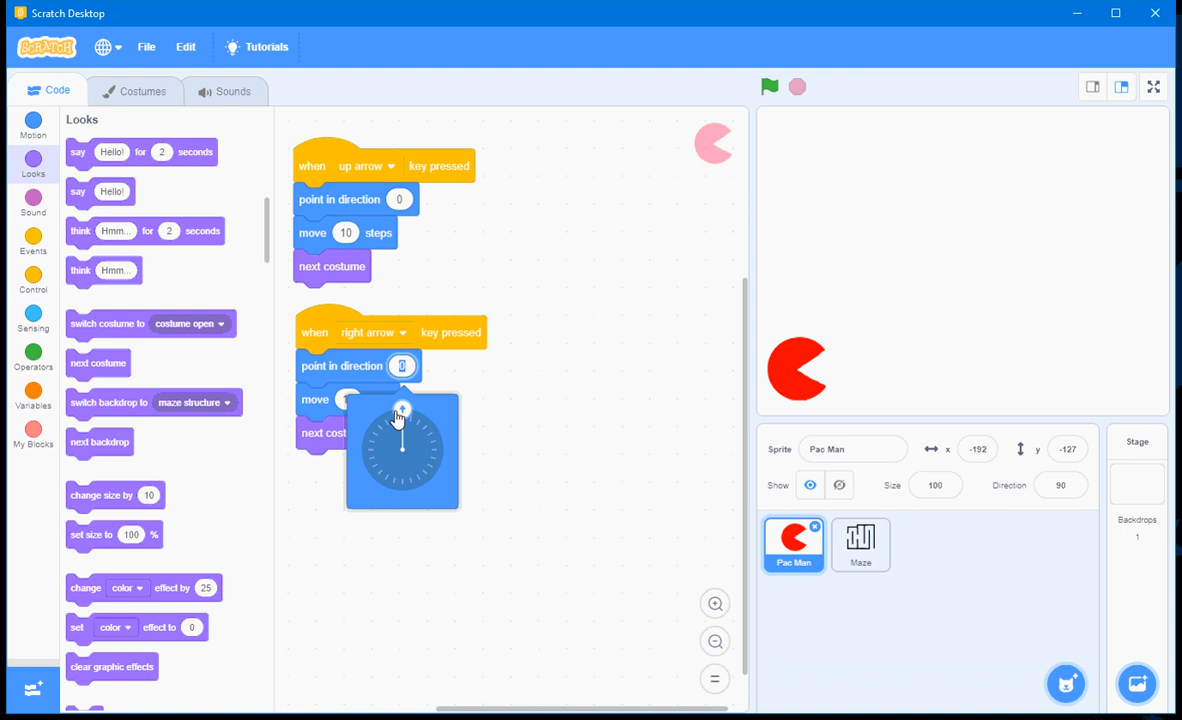 Scratch Desktop
SCRATCH File Edit Tutorials
Code Costumes Sounds
Motion
Looks
Sound
Events
Control
Sensing
Operators
Variables
My Blocks
Looks
say Hello! for 2 seconds
say Hello!
think Hmm... for 2 seconds
think Hmm...
switch costume to costume open
next costume
switch backdrop to maze structure
next backdrop
change size by 10
set size to 100 %
change color effect by 25
set color effect to 0
clear graphic effects
when up arrow key pressed
point in direction 0
move 10 steps
next costume
when right arrow key pressed
point in direction 0
move
Sprite Pac Man x -192 y -127
Show Size 100 Direction 90
Pac Man
Maze
Stage
Backdrops
1